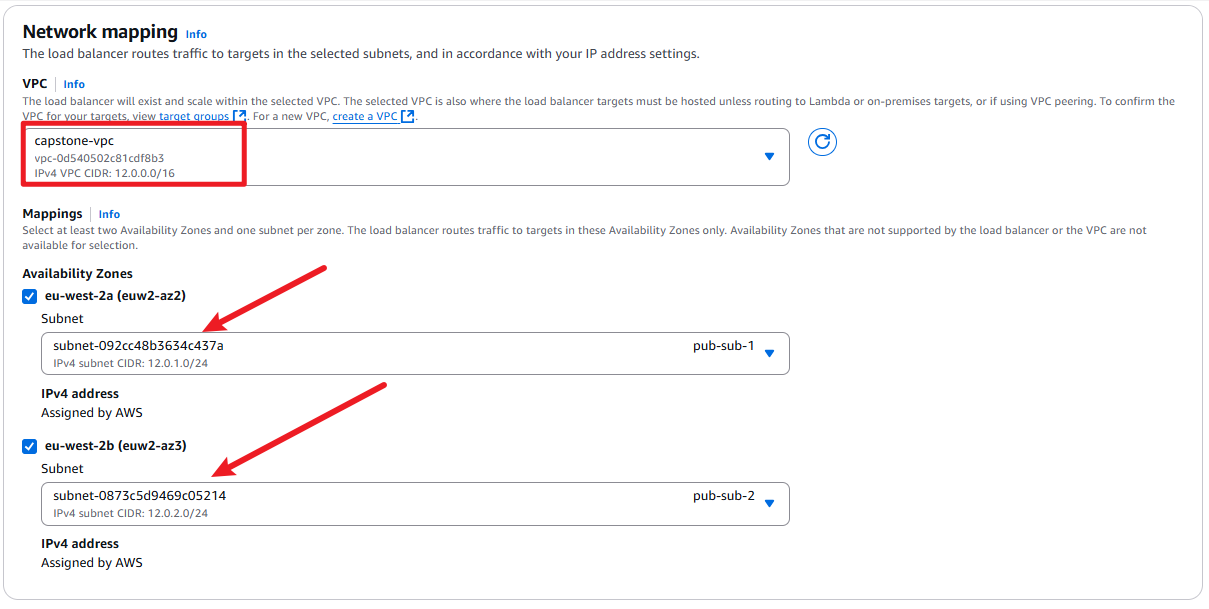 Network mapping Info
The load balancer routes traffic to targets in the selected subnets, and in accordance with your IP address settings.
VPC Info
The load balancer will exist and scale within the selected VPC. The selected VPC is also where the load balancer targets must be hosted unless routing to Lambda or on-premises targets, or if using VPC peering. To confirm the
VPC for your targets, view target groups. For a new VPC, create a VPC.
capstone-vpc
vpc-0d540502c81cdf8b3
IPv4 VPC CIDR: 12.0.0.0/16
Mappings Info
Select at least two Availability Zones and one subnet per zone. The load balancer routes traffic to targets in these Availability Zones only. Availability Zones that are not supported by the load balancer or the VPC are not
available for selection.
Availability Zones
eu-west-2a (euw2-az2)
Subnet
subnet-092cc48b3634c437a pub-sub-1
IPv4 subnet CIDR: 12.0.1.0/24
IPv4 address
Assigned by AWS
eu-west-2b (euw2-az3)
Subnet
subnet-0873c5d9469c05214 pub-sub-2
IPv4 subnet CIDR: 12.0.2.0/24
IPv4 address
Assigned by AWS